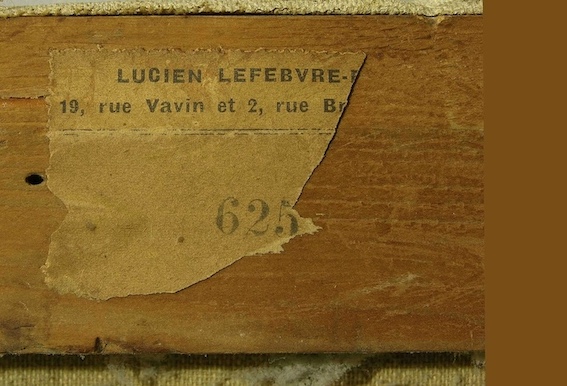 LUCIEN LEFEBVRE-
19, rue Vavin et 2, rue Br
625